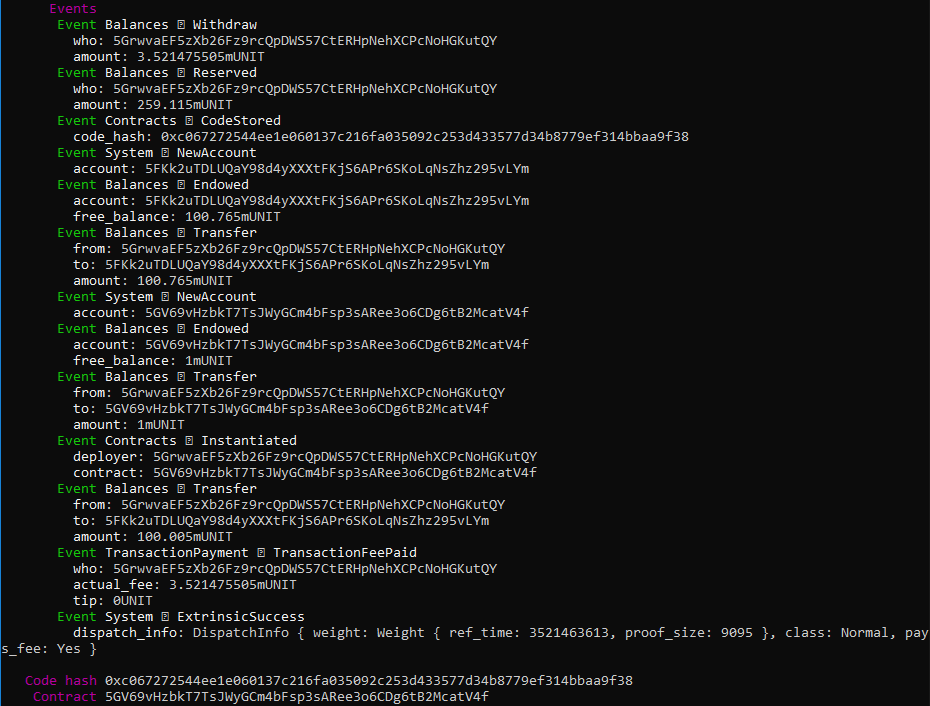 Events
Event Balances ⍰ Withdraw
who: 5GrwvaEF5zXb26Fz9rcQpDWS57CtERHpNehXCPcNoHGKutQY
amount: 3.521475505mUNIT
Event Balances ⍰ Reserved
who: 5GrwvaEF5zXb26Fz9rcQpDWS57CtERHpNehXCPcNoHGKutQY
amount: 259.115mUNIT
Event Contracts ⍰ CodeStored
code_hash: 0xc067272544ee1e060137c216fa035092c253d433577d34b8779ef314bbaa9f38
Event System ⍰ NewAccount
account: 5FKk2uTDLUQaY98d4yXXXtFKjS6APr6SKoLqNsZhz295vLYm
Event Balances ⍰ Endowed
account: 5FKk2uTDLUQaY98d4yXXXtFKjS6APr6SKoLqNsZhz295vLYm
free_balance: 100.765mUNIT
Event Balances ⍰ Transfer
from: 5GrwvaEF5zXb26Fz9rcQpDWS57CtERHpNehXCPcNoHGKutQY
to: 5FKk2uTDLUQaY98d4yXXXtFKjS6APr6SKoLqNsZhz295vLYm
amount: 100.765mUNIT
Event System ⍰ NewAccount
account: 5GV69vHzbkT7TsJWyGCm4bFsp3sARee3o6CDg6tB2McatV4f
Event Balances ⍰ Endowed
account: 5GV69vHzbkT7TsJWyGCm4bFsp3sARee3o6CDg6tB2McatV4f
free_balance: 1mUNIT
Event Balances ⍰ Transfer
from: 5GrwvaEF5zXb26Fz9rcQpDWS57CtERHpNehXCPcNoHGKutQY
to: 5GV69vHzbkT7TsJWyGCm4bFsp3sARee3o6CDg6tB2McatV4f
amount: 1mUNIT
Event Contracts ⍰ Instantiated
deployer: 5GrwvaEF5zXb26Fz9rcQpDWS57CtERHpNehXCPcNoHGKutQY
contract: 5GV69vHzbkT7TsJWyGCm4bFsp3sARee3o6CDg6tB2McatV4f
Event Balances ⍰ Transfer
from: 5GrwvaEF5zXb26Fz9rcQpDWS57CtERHpNehXCPcNoHGKutQY
to: 5FKk2uTDLUQaY98d4yXXXtFKjS6APr6SKoLqNsZhz295vLYm
amount: 100.005mUNIT
Event TransactionPayment ⍰ TransactionFeePaid
who: 5GrwvaEF5zXb26Fz9rcQpDWS57CtERHpNehXCPcNoHGKutQY
actual_fee: 3.521475505mUNIT
tip: 0UNIT
Event System ⍰ ExtrinsicSuccess
dispatch_info: DispatchInfo { weight: Weight { ref_time: 3521463613, proof_size: 9095 }, class: Normal, pay
s_fee: Yes }
Code hash 0xc067272544ee1e060137c216fa035092c253d433577d34b8779ef314bbaa9f38
Contract 5GV69vHzbkT7TsJWyGCm4bFsp3sARee3o6CDg6tB2McatV4f